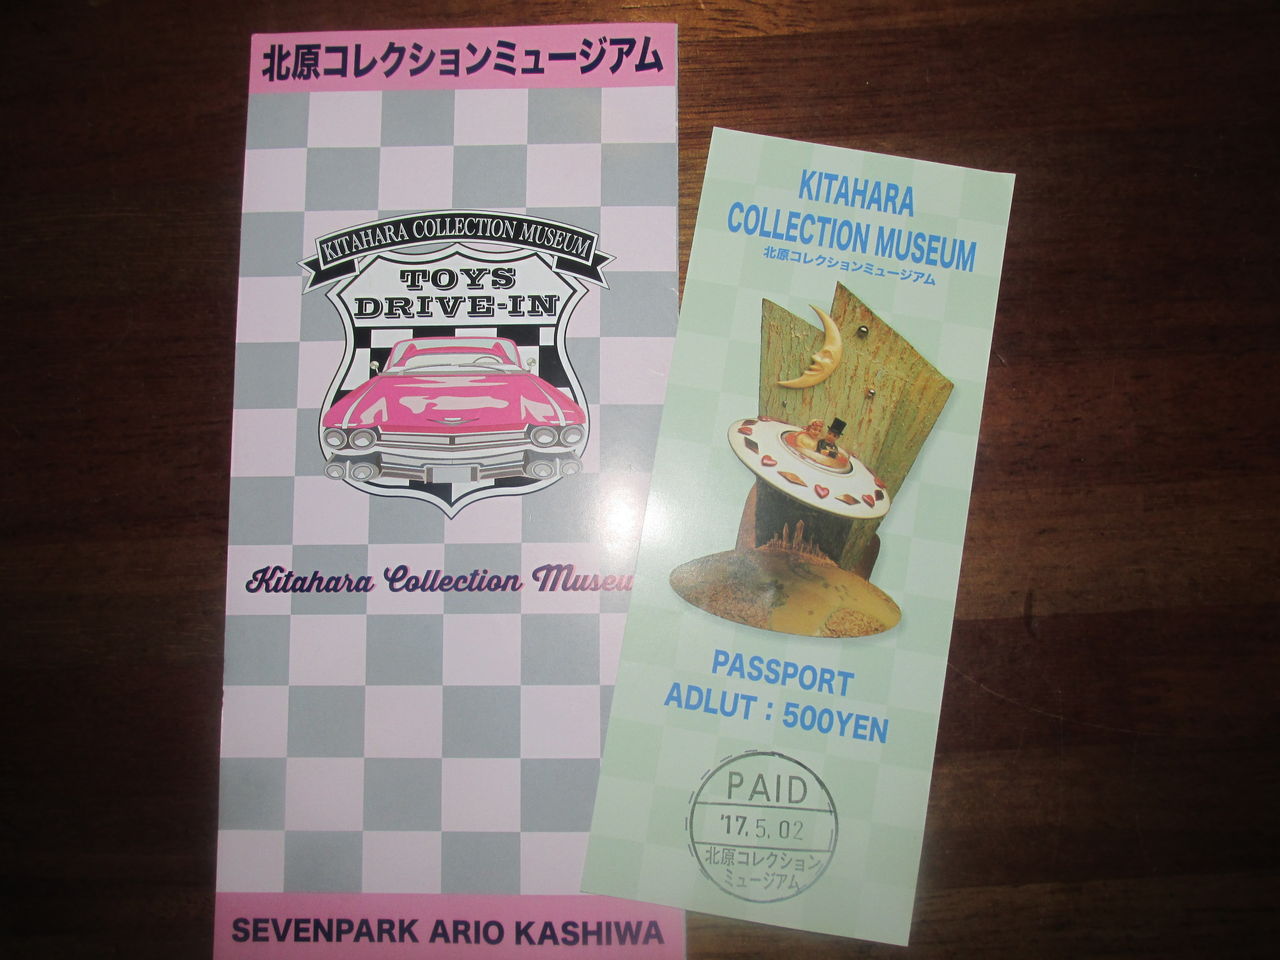 北原コレクションミュージアム
KITAHARA COLLECTION MUSEUM
TOYS
DRIVE-IN
Kitahara Collection Museu
SEVENPARK ARIO KASHIWA
KITAHARA
COLLECTION MUSEUM
北原コレクションミュージアム
PASSPORT
ADLUT : 500YEN
PAID
'17.5.02
北原コレクション
ミュージアム